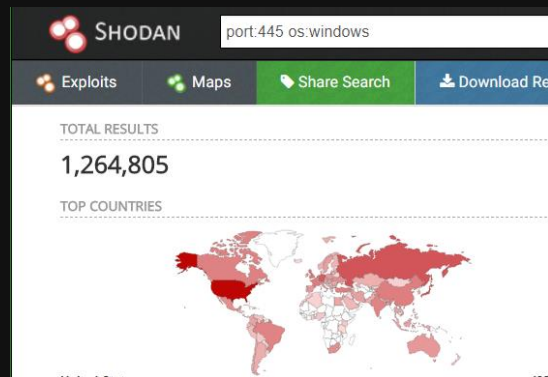 SHODAN port:445 os:windows
Exploits Maps Share Search Download Re
TOTAL RESULTS
1,264,805
TOP COUNTRIES